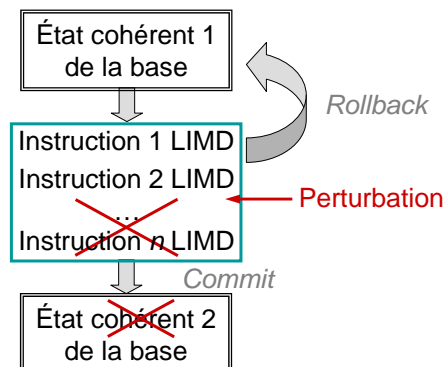 État cohérent 1
de la base
Rollback
Instruction 1 LIMD
Instruction 2 LIMD
Perturbation
...
Instruction n LIMD
Commit
État cohérent 2
de la base